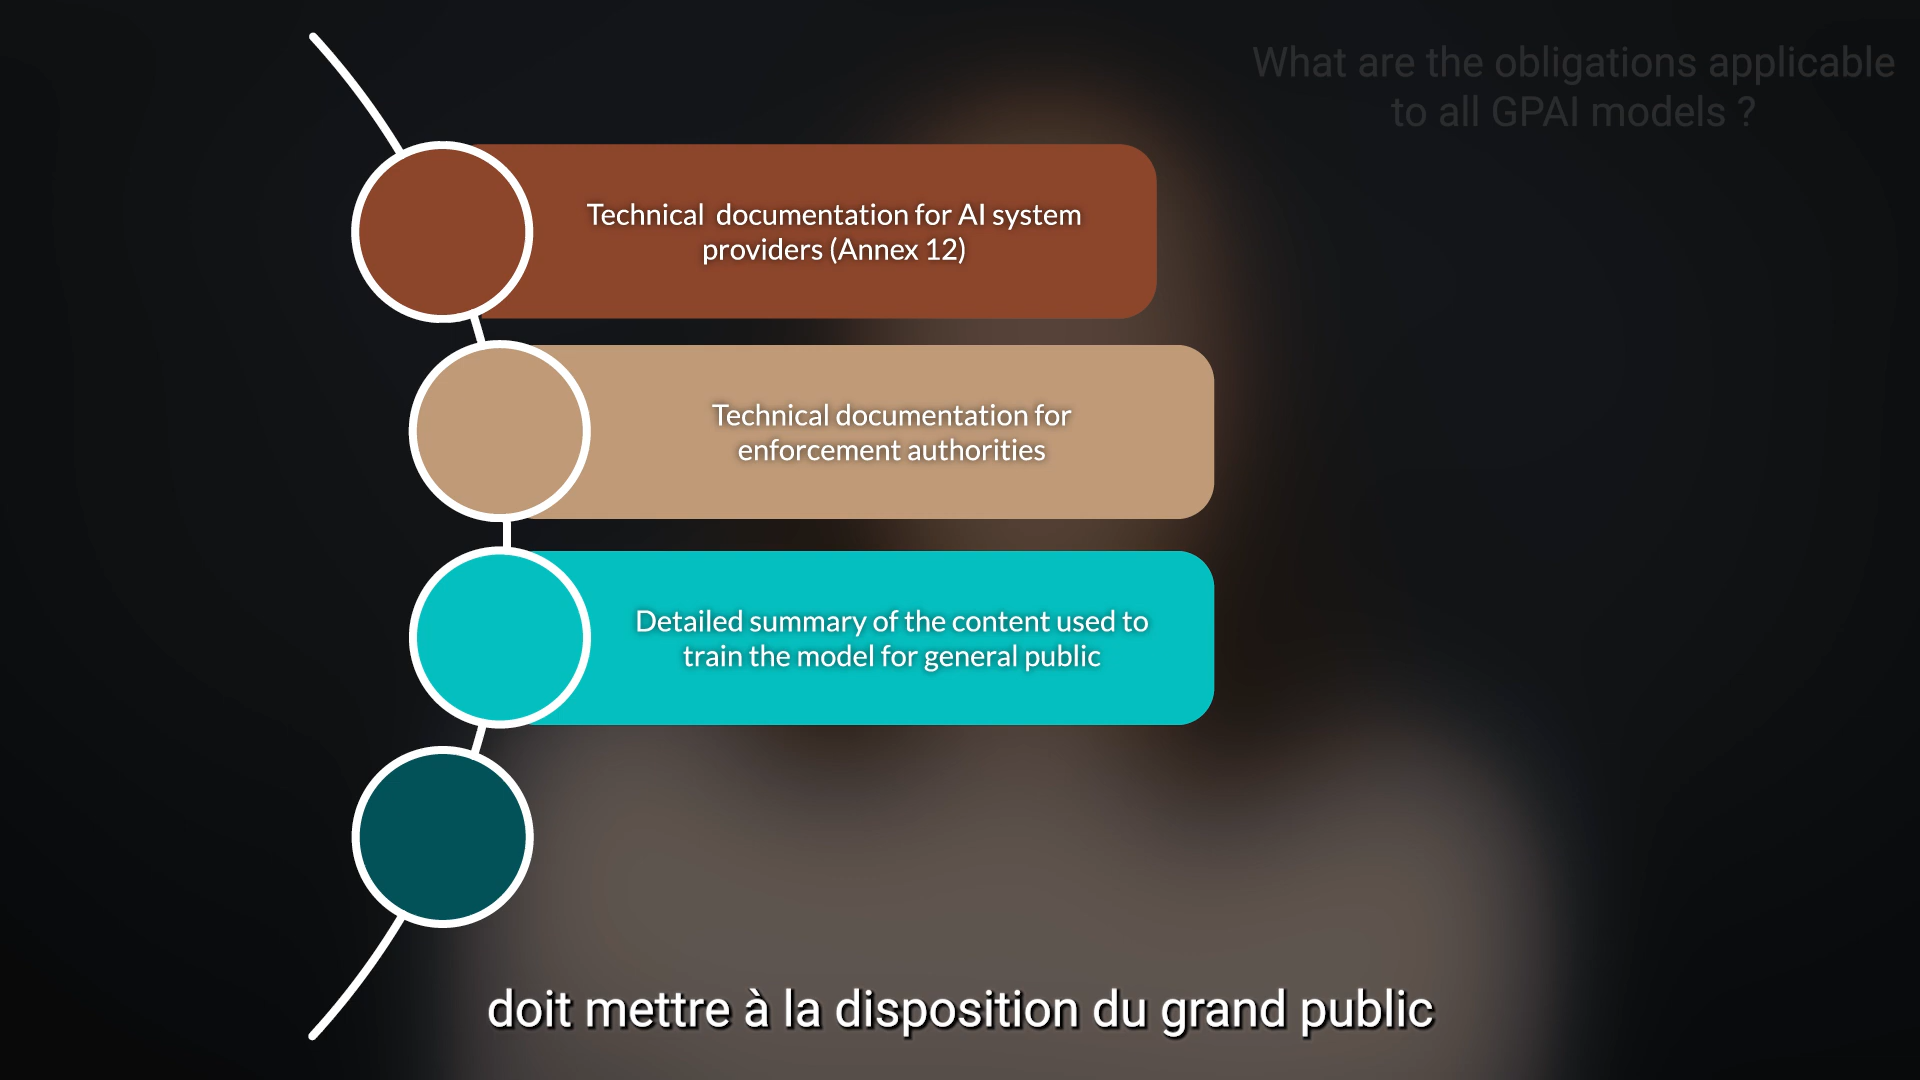 What are the obligations applicable
to all GPAI models ?
Technical  documentation for AI system
providers (Annex 12)
Technical documentation for
enforcement authorities
Detailed summary of the content used to
train the model for general public
doit mettre à la disposition du grand public